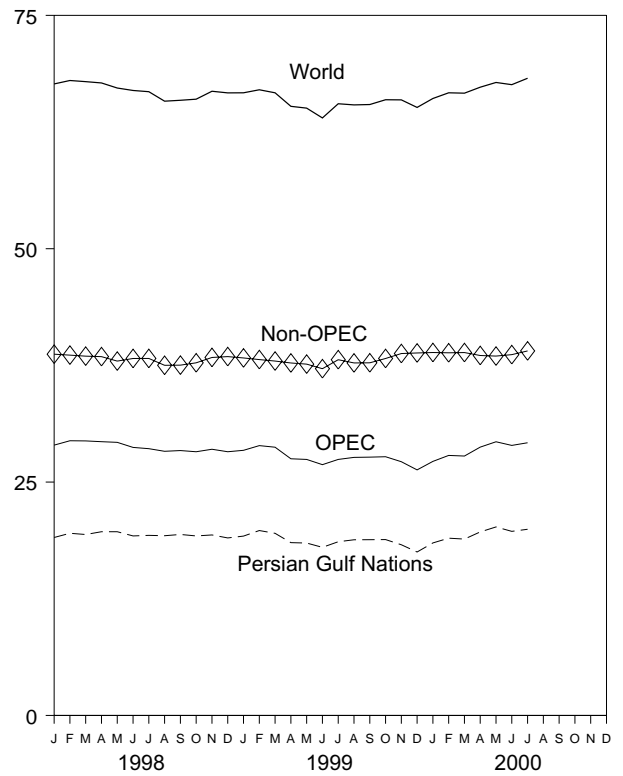 75
World
50
Non-OPEC
OPEC
25
Persian Gulf Nations
0
J F M A M J J A S O N D J F M A M J J A S O N D J F M A M J J A S O N D
1998 1999 2000